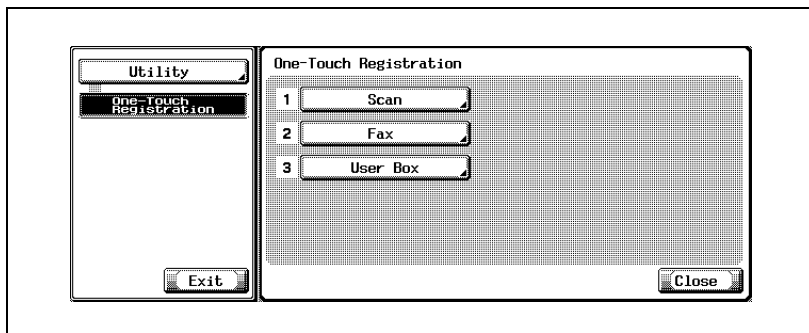 Utility
One-Touch
Registration
Exit
One-Touch Registration
1 Scan
2 Fax
3 User Box
Close